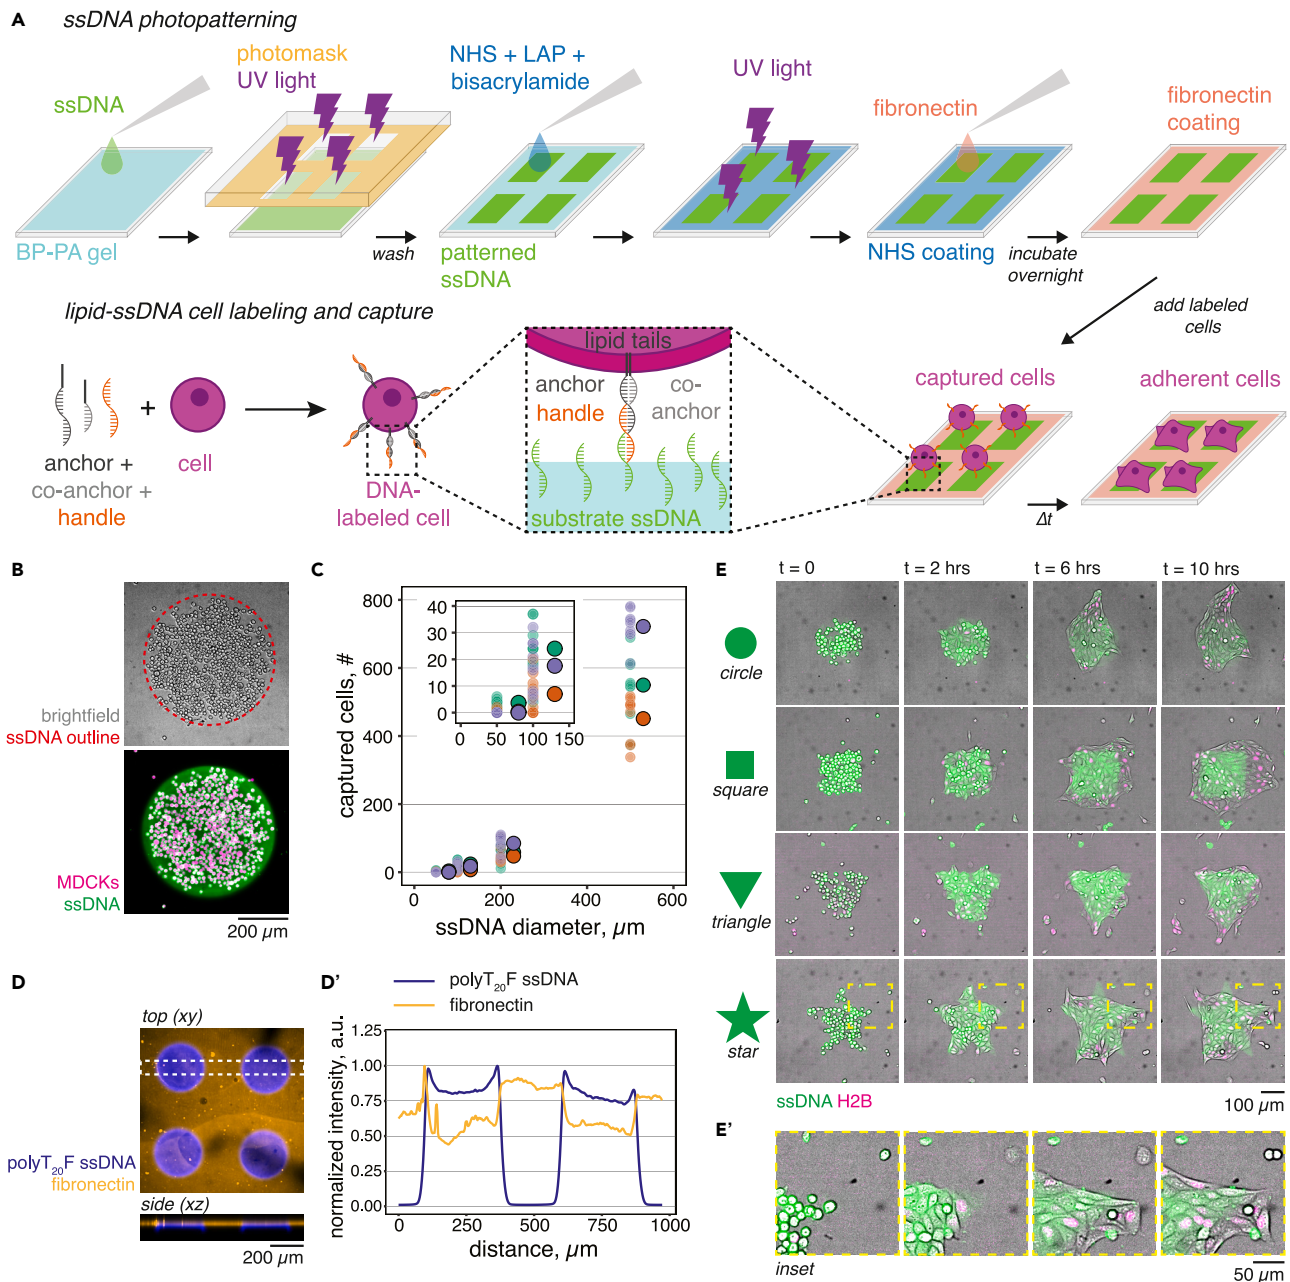 A
ssDNA photopatterning
ssDNA
photomask
UV light
NHS + LAP +
bisacrylamide
UV light
fibronectin
fibronectin
coating
BP-PA gel
wash
patterned
ssDNA
NHS coating
incubate
overnight
lipid-ssDNA cell labeling and capture
add labeled
cells
anchor +
co-anchor +
handle
+
cell
DNA-
labeled cell
lipid tails
anchor
handle
co-
anchor
substrate ssDNA
captured cells
adherent cells
Δt
B
brightfield
ssDNA outline
MDCKs
ssDNA
200 µm
C
captured cells, #
800
600
400
200
0
40
30
20
10
0
0
50
100
150
0
200
400
600
ssDNA diameter, µm
D
top (xy)
polyT20F ssDNA
fibronectin
side (xz)
200 µm
D'
polyT20F ssDNA
fibronectin
normalized intensity, a.u.
1.25
1.00
0.75
0.50
0.25
0.00
0
250
500
750
1000
distance, µm
E
t = 0
t = 2 hrs
t = 6 hrs
t = 10 hrs
circle
square
triangle
star
ssDNA H2B
100 µm
E'
inset
50 µm